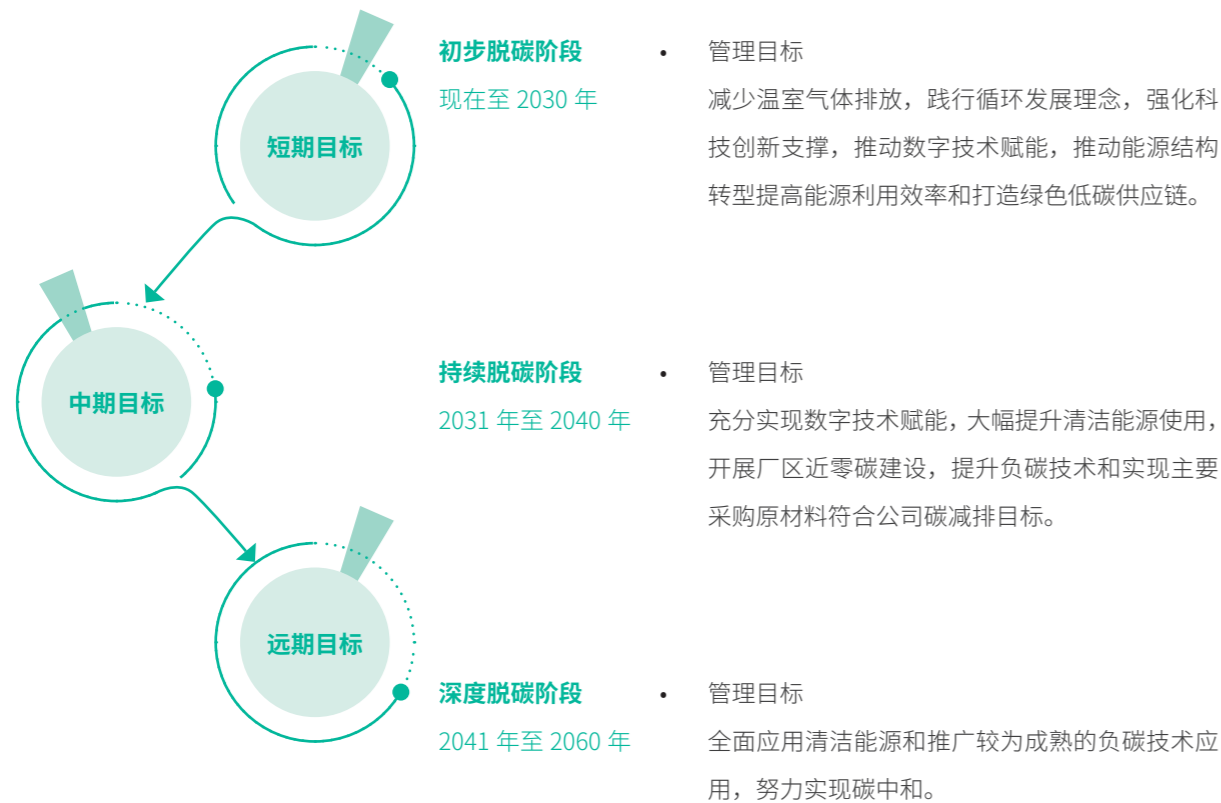 短期目标
初步脱碳阶段
现在至 2030 年
• 管理目标
减少温室气体排放，践行循环发展理念，强化科
技创新支撑，推动数字技术赋能，推动能源结构
转型提高能源利用效率和打造绿色低碳供应链。
中期目标
持续脱碳阶段
2031 年至 2040 年
• 管理目标
充分实现数字技术赋能，大幅提升清洁能源使用，
开展厂区近零碳建设，提升负碳技术和实现主要
采购原材料符合公司碳减排目标。
远期目标
深度脱碳阶段
2041 年至 2060 年
• 管理目标
全面应用清洁能源和推广较为成熟的负碳技术应
用，努力实现碳中和。